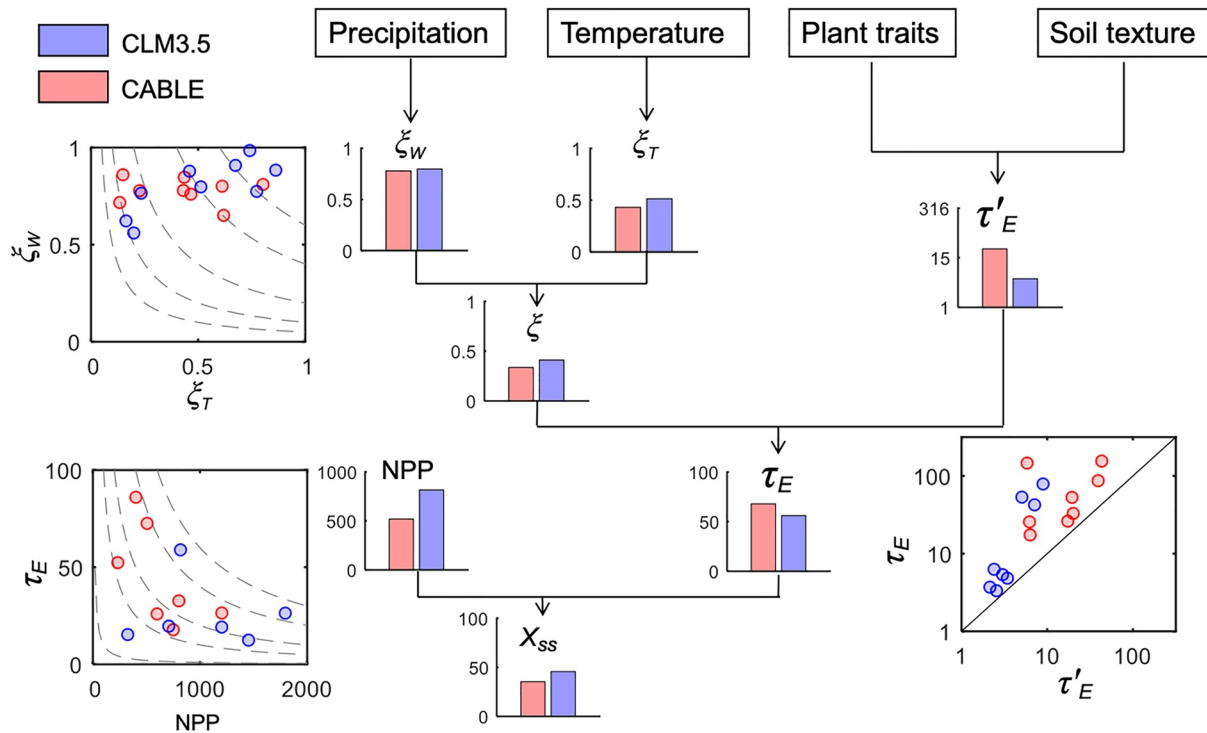 CLM3.5
CABLE
Precipitation
Temperature
Plant traits
Soil texture
ξW
1
0.5
0
ξT
1
0.5
0
τ'E
316
15
1
1
0.5
0
ξW
0
0.5
1
ξT
ξ
1
0.5
0
100
50
0
τE
0
1000
2000
NPP
NPP
1000
500
0
τE
100
50
0
Xss
100
50
0
100
10
1
τE
1
10
100
τ'E